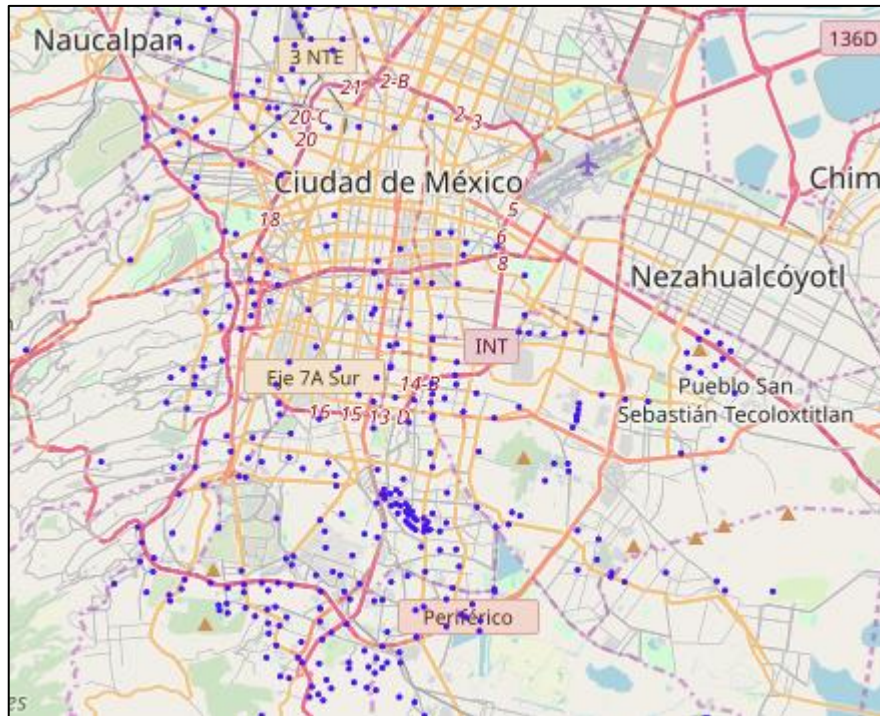 Naucalpan
3 NTE
136D
21
2-B
20-C
20
2
3
Ciudad de México
Chim
5
18
6
8
Nezahualcóyotl
INT
Eje 7A Sur
14-B
Pueblo San
Sebastián Tecoloxtitlan
16
15
13-D
Periférico
es